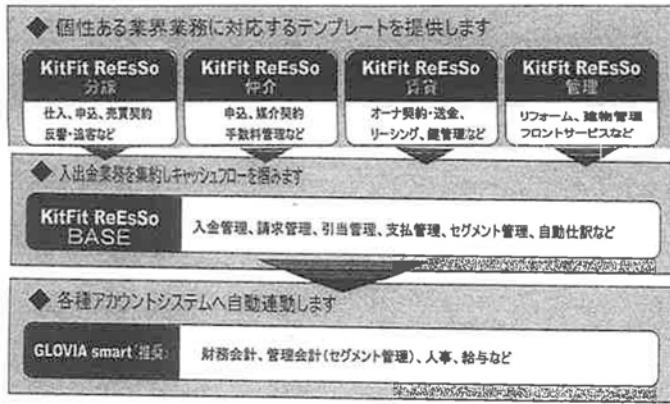 ◆ 個性ある業界業務に対応するテンプレートを提供します
KitFit ReEsSo
分譲
仕入、申込、売買契約
反響・追客など
KitFit ReEsSo
仲介
申込、媒介契約
手数料管理など
KitFit ReEsSo
賃貸
オーナ契約・送金、
リーシング、鍵管理など
KitFit ReEsSo
管理
リフォーム、建物管理
フロントサービスなど
◆ 入出金業務を集約しキャッシュフローを掴みます
KitFit ReEsSo
BASE
入金管理、請求管理、引当管理、支払管理、セグメント管理、自動仕訳など
◆ 各種アカウントシステムへ自動連動します
GLOVIA smart(推奨)
財務会計、管理会計(セグメント管理)、人事、給与など